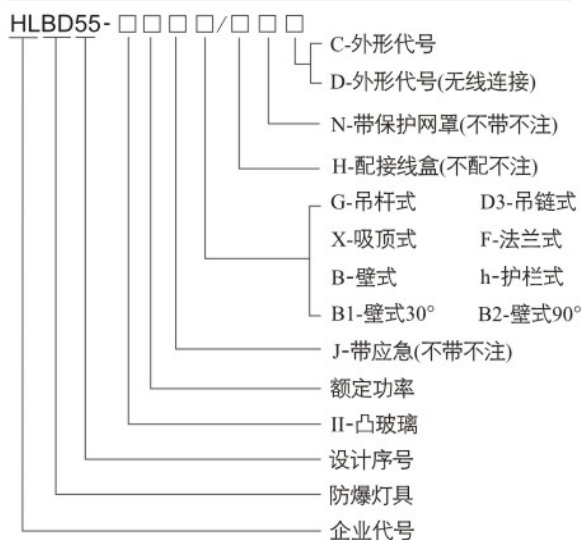 HLBD55-□□□□/□□□
C-外形代号
D-外形代号(无线连接)
N-带保护网罩(不带不注)
H-配接线盒(不配不注)
G-吊杆式 D3-吊链式
X-吸顶式 F-法兰式
B-壁式 h-护栏式
B1-壁式30° B2-壁式90°
J-带应急(不带不注)
额定功率
II-凸玻璃
设计序号
防爆灯具
企业代号